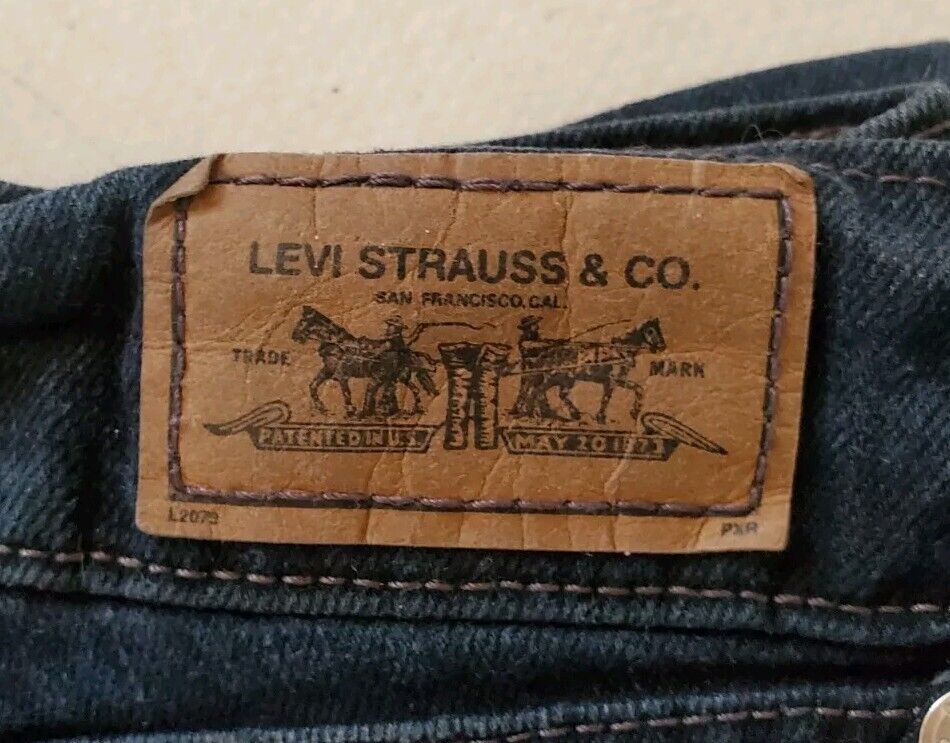 LEVI STRAUSS & CO.
SAN FRANCISCO, CAL.
TRADE MARK
PATENTED IN U.S. MAY 20 1873
L2079 PXR